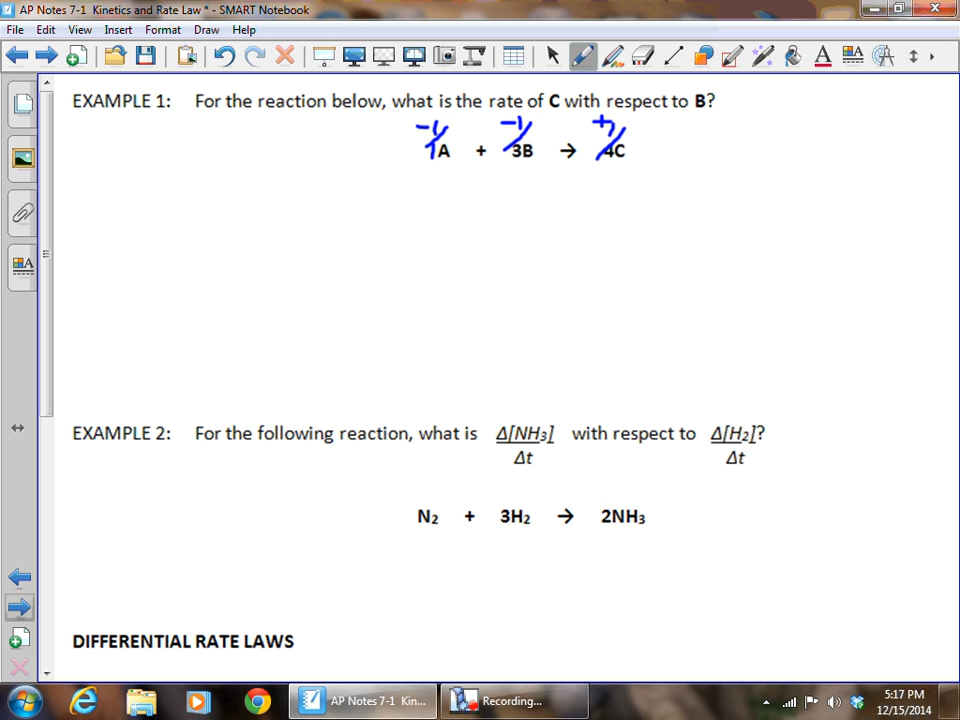 AP Notes 7-1  Kinetics and Rate Law * - SMART Notebook
File Edit View Insert Format Draw Help
EXAMPLE 1: For the reaction below, what is the rate of C with respect to B?
-1/1A + -1/3B → +1/4C
EXAMPLE 2: For the following reaction, what is Δ[NH₃] with respect to Δ[H₂]?
Δt Δt
N₂ + 3H₂ → 2NH₃
DIFFERENTIAL RATE LAWS
AP Notes 7-1  Kin...
Recording...
5:17 PM
12/15/2014